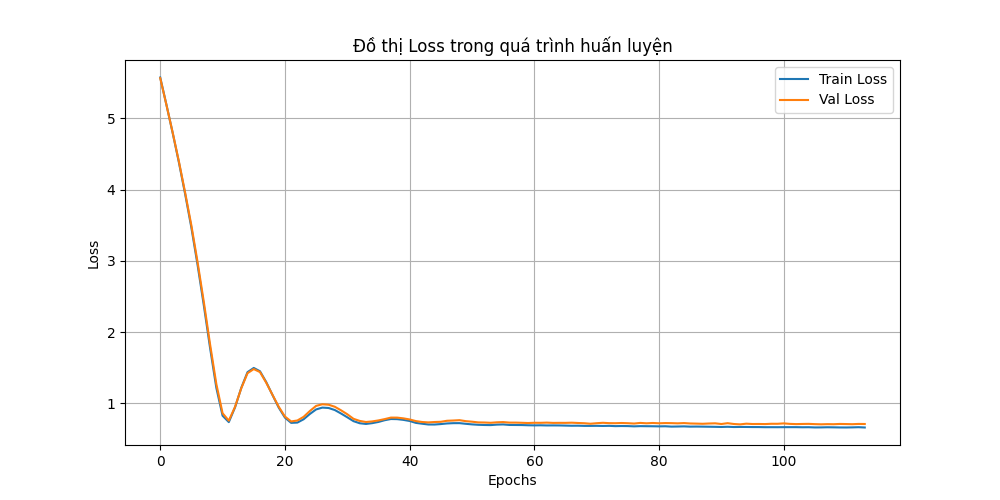 Đồ thị Loss trong quá trình huấn luyện
Train Loss
Val Loss
Loss
5
4
3
2
1
0
20
40
60
80
100
Epochs